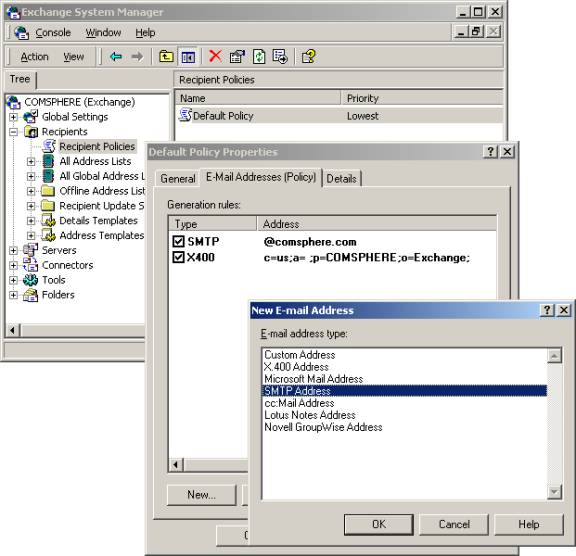 Exchange System Manager
Console Window Help
Action View
Tree
Recipient Policies
COMSPHERE (Exchange)
Global Settings
Recipients
Recipient Policies
All Address Lists
All Global Address L
Offline Address List
Recipient Update S
Details Templates
Address Templates
Servers
Connectors
Tools
Folders
Name Priority
Default Policy Lowest
Default Policy Properties
General E-Mail Addresses (Policy) Details
Generation rules:
Type Address
SMTP @comsphere.com
X400 c=us;a= ;p=COMSPHERE;o=Exchange;
New...
New E-mail Address
E-mail address type:
Custom Address
X.400 Address
Microsoft Mail Address
SMTP Address
cc:Mail Address
Lotus Notes Address
Novell GroupWise Address
OK Cancel Help